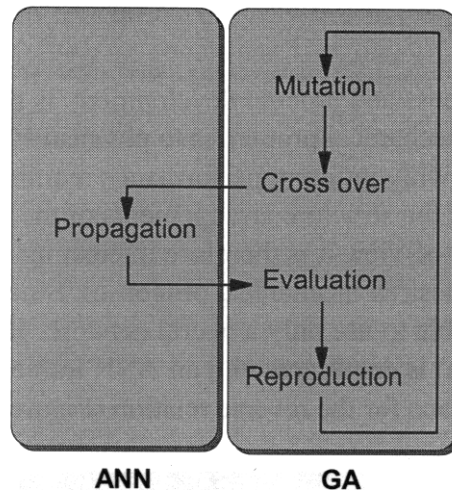 Mutation
Cross over
Propagation
Evaluation
Reproduction
ANN GA